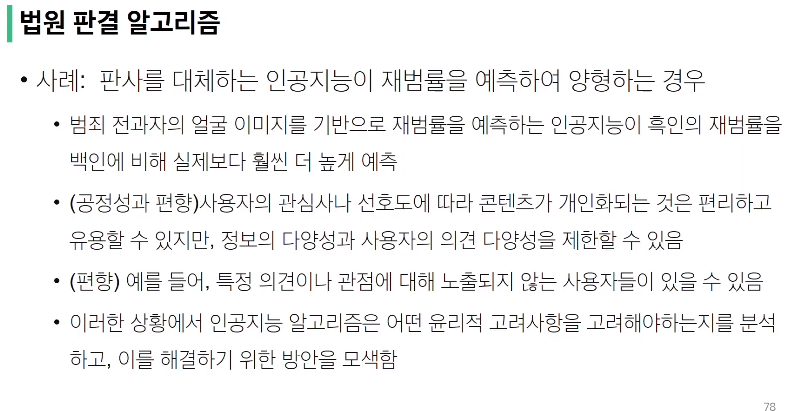 법원 판결 알고리즘
• 사례: 판사를 대체하는 인공지능이 재범률을 예측하여 양형하는 경우
• 범죄 전과자의 얼굴 이미지를 기반으로 재범률을 예측하는 인공지능이 흑인의 재범률을
백인에 비해 실제보다 훨씬 더 높게 예측
• (공정성과 편향)사용자의 관심사나 선호도에 따라 콘텐츠가 개인화되는 것은 편리하고
유용할 수 있지만, 정보의 다양성과 사용자의 의견 다양성을 제한할 수 있음
• (편향) 예를 들어, 특정 의견이나 관점에 대해 노출되지 않는 사용자들이 있을 수 있음
• 이러한 상황에서 인공지능 알고리즘은 어떤 윤리적 고려사항을 고려해야하는지를 분석
하고, 이를 해결하기 위한 방안을 모색함
78